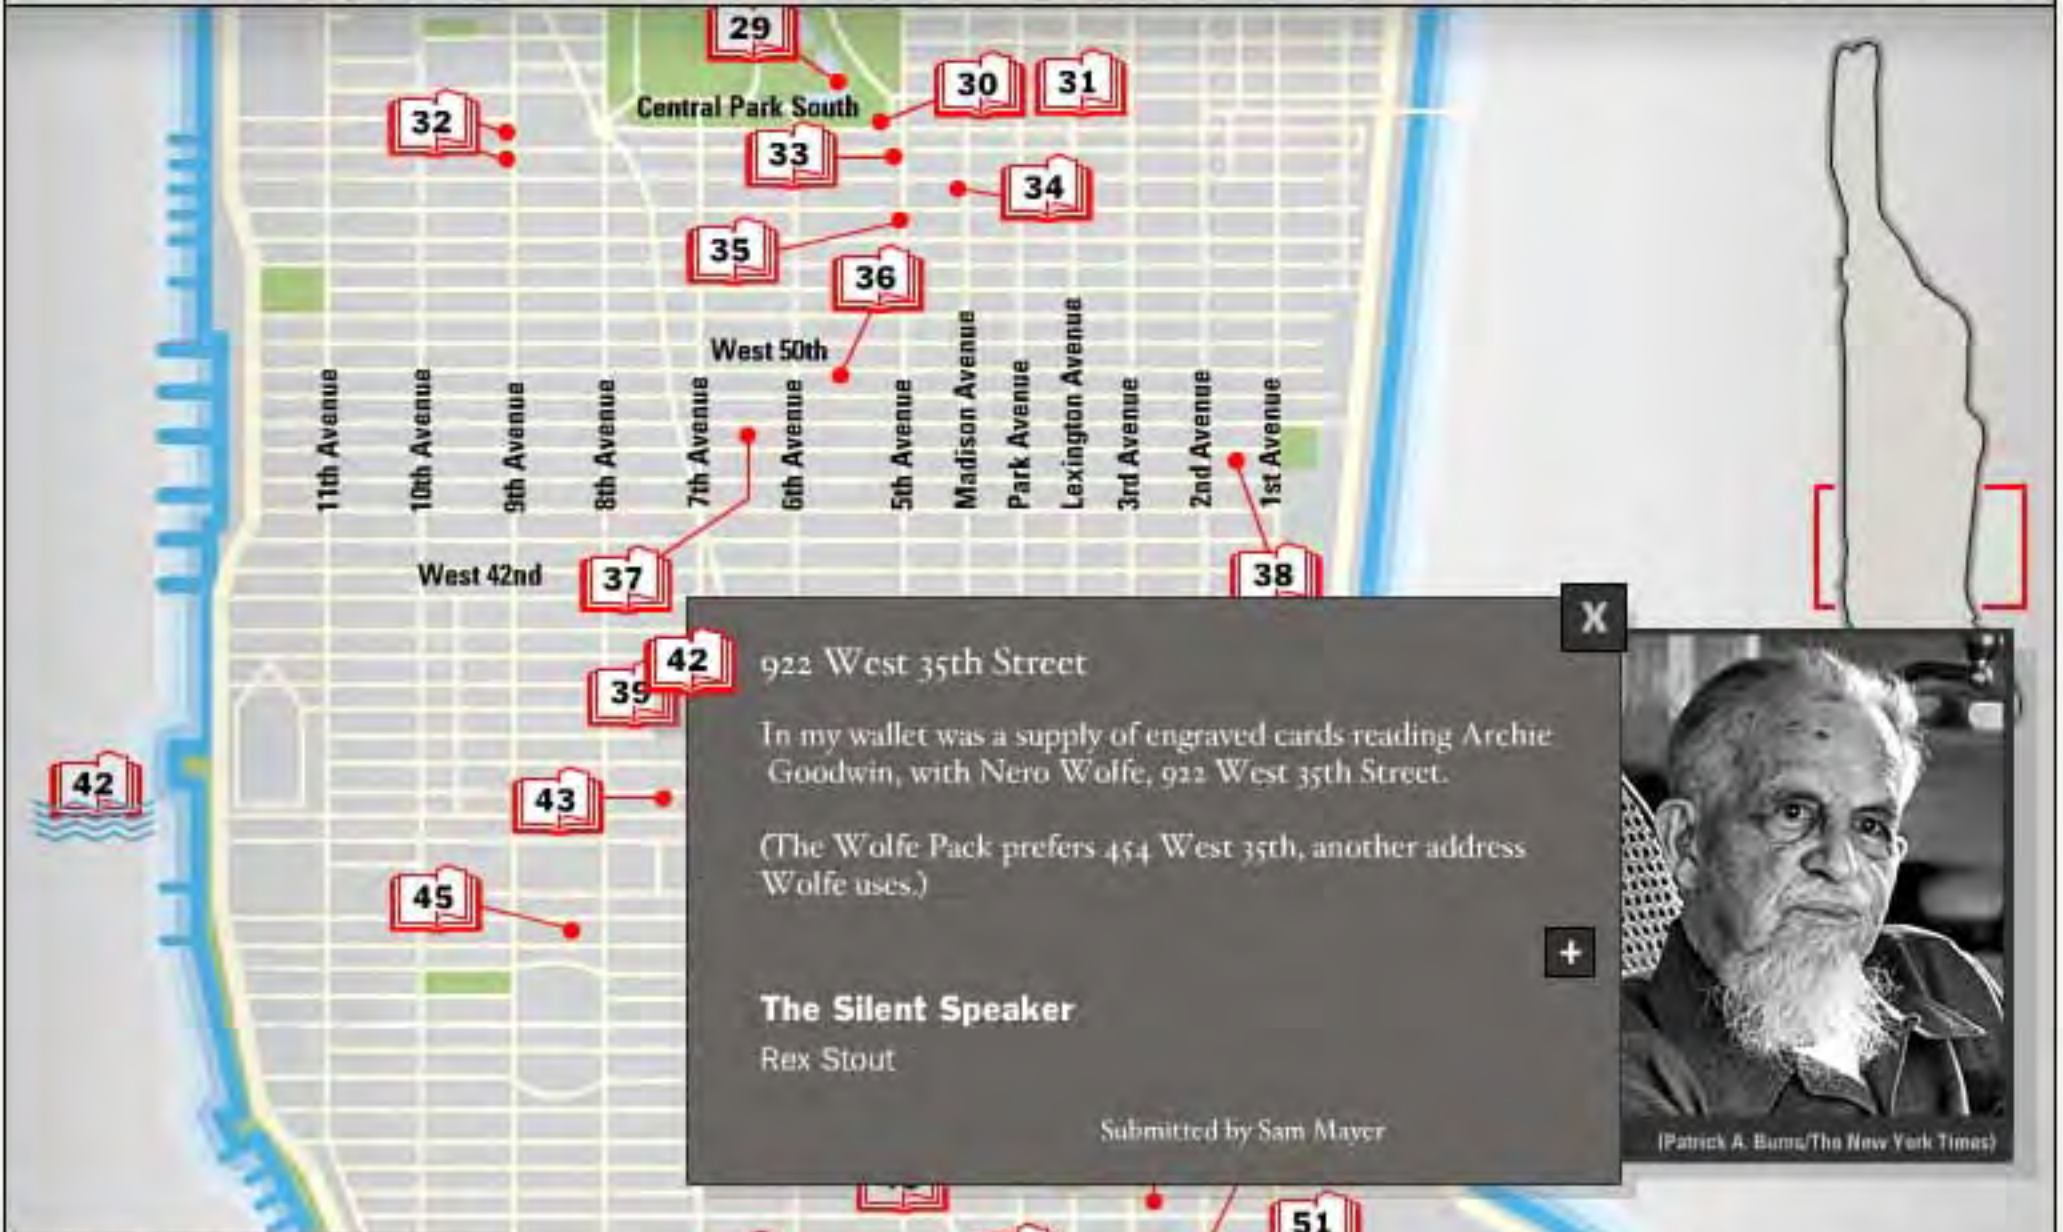 29
30
31
Central Park South
32
33
34
35
36
West 50th
11th Avenue
10th Avenue
9th Avenue
8th Avenue
7th Avenue
6th Avenue
5th Avenue
Madison Avenue
Park Avenue
Lexington Avenue
3rd Avenue
2nd Avenue
1st Avenue
West 42nd
37
38
X
42
39
922 West 35th Street
In my wallet was a supply of engraved cards reading Archie
Goodwin, with Nero Wolfe, 922 West 35th Street.
42
43
(The Wolfe Pack prefers 454 West 35th, another address
Wolfe uses.)
45
+
The Silent Speaker
Rex Stout
Submitted by Sam Mayer
(Patrick A. Burns/The New York Times)
51